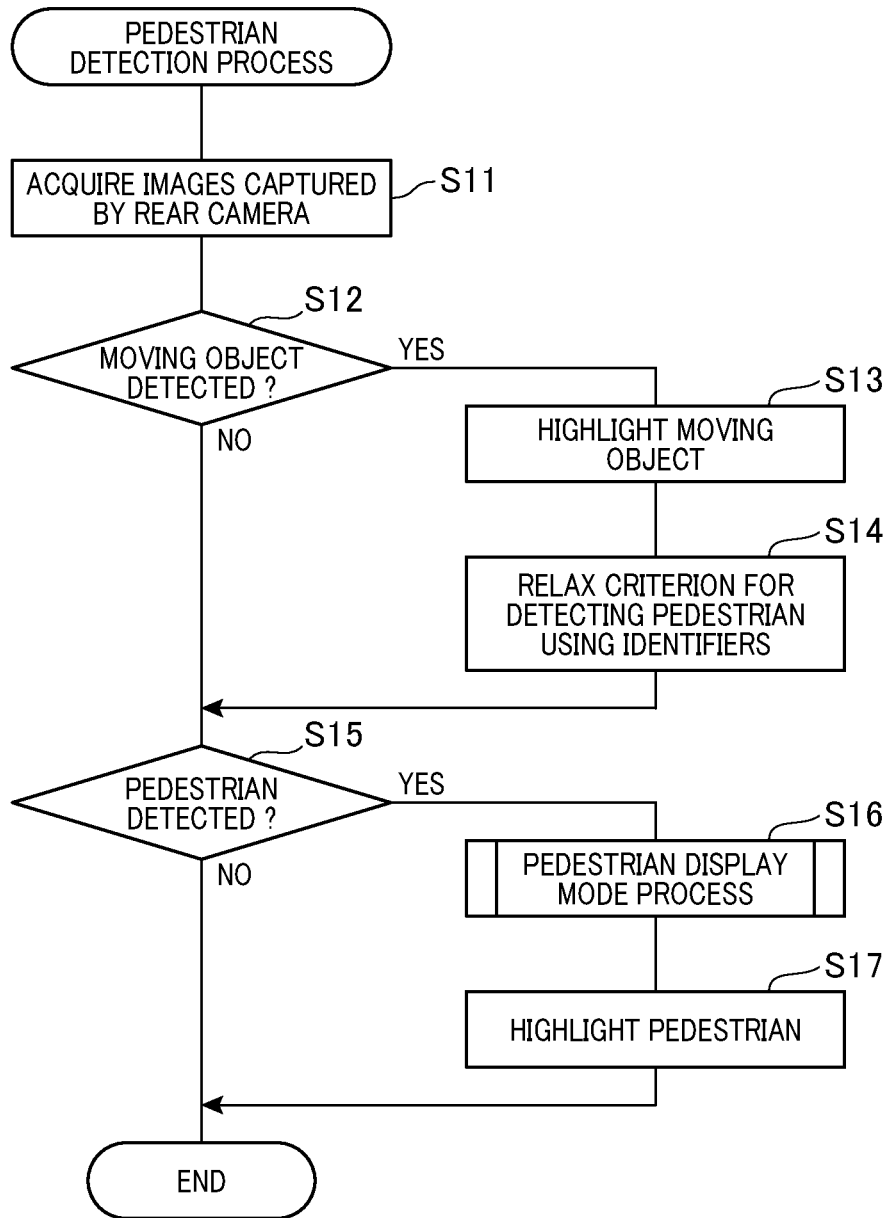 PEDESTRIAN
DETECTION PROCESS
ACQUIRE IMAGES CAPTURED
BY REAR CAMERA
S11
S12
MOVING OBJECT
DETECTED ?
YES
NO
S13
HIGHLIGHT MOVING
OBJECT
S14
RELAX CRITERION FOR
DETECTING PEDESTRIAN
USING IDENTIFIERS
S15
PEDESTRIAN
DETECTED ?
YES
NO
S16
PEDESTRIAN DISPLAY
MODE PROCESS
S17
HIGHLIGHT PEDESTRIAN
END